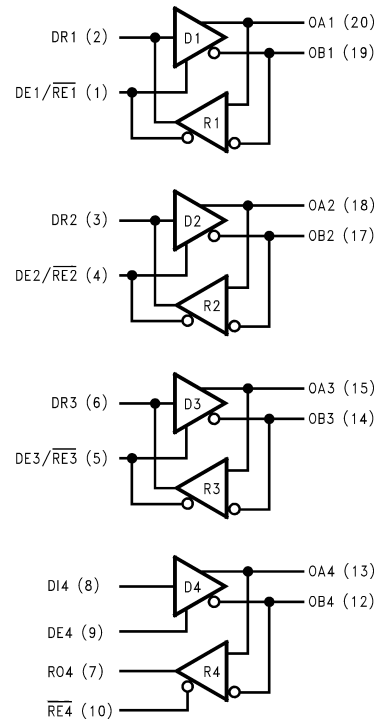 DR1 (2) D1 OA1 (20)
OB1 (19)
DE1/RE1 (1)
R1
DR2 (3) D2 OA2 (18)
OB2 (17)
DE2/RE2 (4)
R2
DR3 (6) D3 OA3 (15)
OB3 (14)
DE3/RE3 (5)
R3
DI4 (8) D4 OA4 (13)
OB4 (12)
DE4 (9)
RO4 (7) R4
RE4 (10)